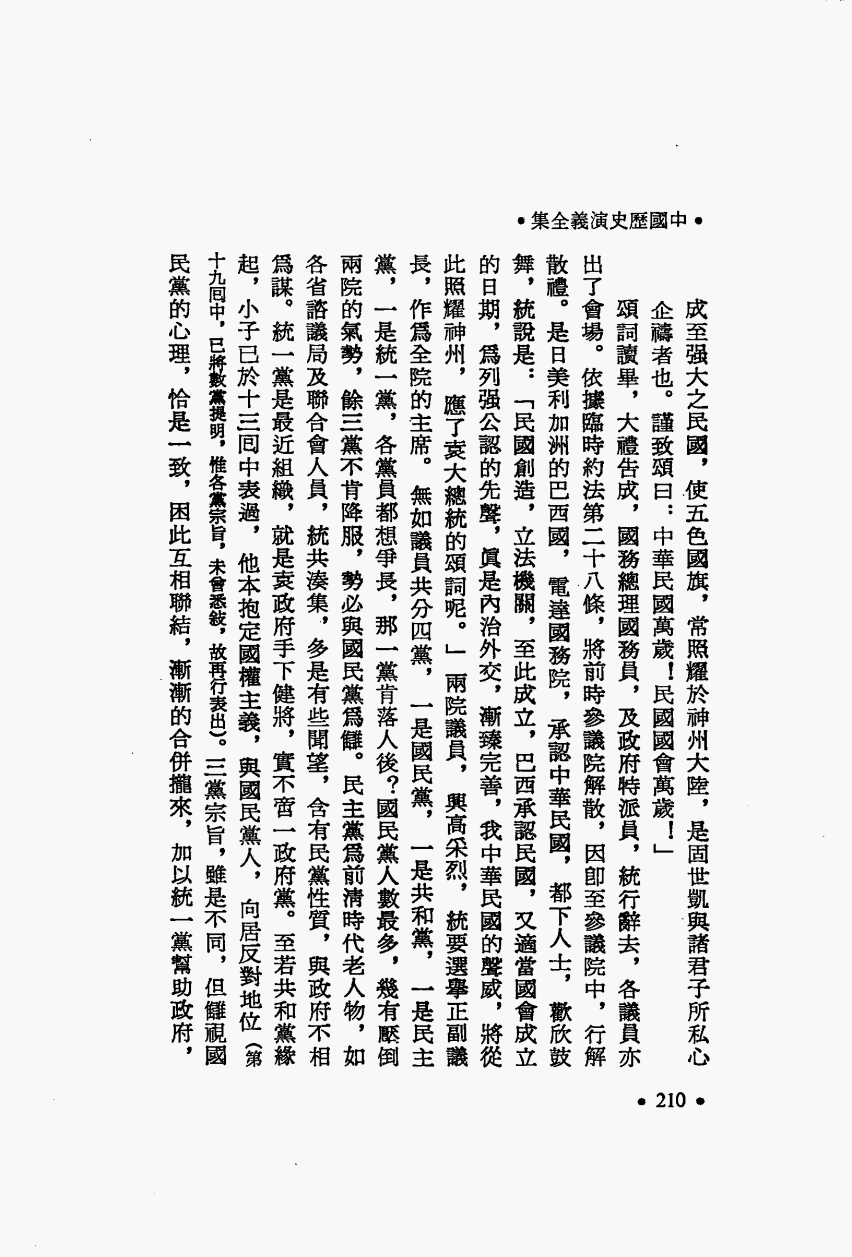 •中國歷史演義全集•
成至强大之民國，使五色國旗，常照耀於神州大陸，是固世凱與諸君子所私心
企禱者也。謹致頌曰：中華民國萬歲！民國國會萬歲！」
頌詞讀畢，大禮告成，國務總理國務員，及政府特派員，統行辭去，各議員亦
出了會場。依據臨時約法第二十八條，將前時參議院解散，因卽至參議院中，行解
散禮。是日美利加洲的巴西國，電達國務院，承認中華民國，都下人士，歡欣鼓
舞，統說是：「民國創造，立法機關，至此成立，巴西承認民國，又適當國會成立
的日期，爲列强公認的先聲，眞是內治外交，漸臻完善，我中華民國的聲威，將從
此照耀神州，應了袁大總統的頌詞呢。」兩院議員，興高采烈，統要選舉正副議
長，作爲全院的主席。無如議員共分四黨，一是國民黨，一是共和黨，一是民主
黨，一是統一黨，各黨員都想爭長，那一黨肯落人後？國民黨人數最多，幾有壓倒
兩院的氣勢，餘三黨不肯降服，勢必與國民黨爲讎。民主黨爲前清時代老人物，如
各省諮議局及聯合會人員，統共湊集，多是有些聞望，含有民黨性質，與政府不相
爲謀。統一黨是最近組織，就是袁政府手下健將，實不啻一政府黨。至若共和黨緣
起，小子已於十三回中表過，他本抱定國權主義，與國民黨人，向居反對地位（第
十九回中，已將數黨提明，惟各黨宗旨，未曾悉敍，故再行表出）。三黨宗旨，雖是不同，但讎視國
民黨的心理，恰是一致，因此互相聯結，漸漸的合併攏來，加以統一黨幫助政府，
•210•